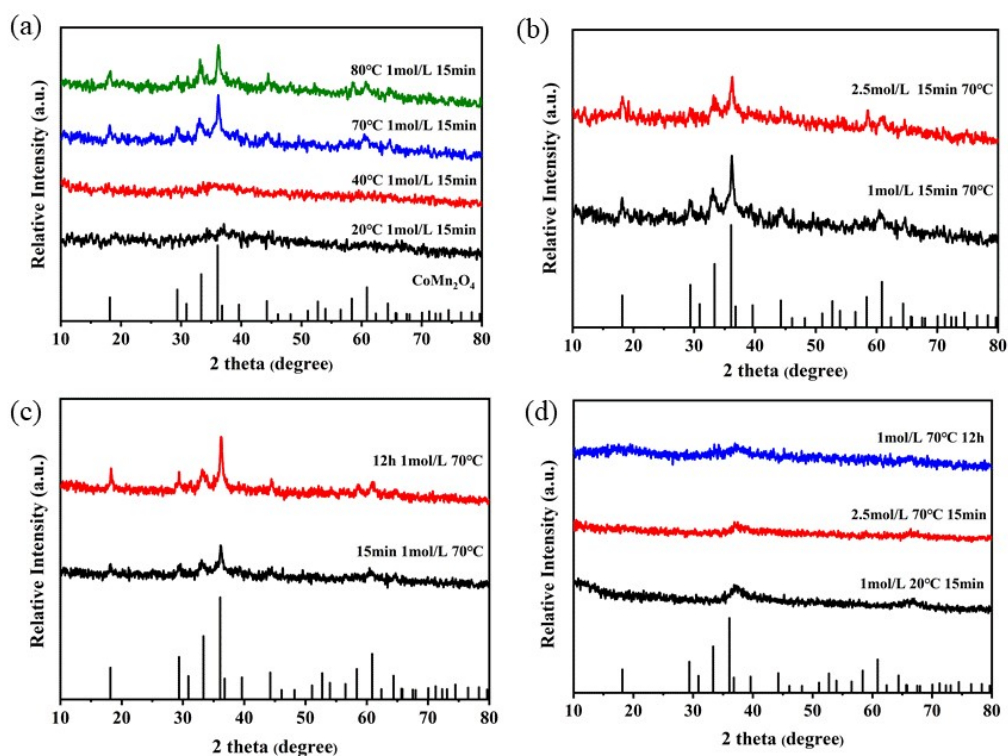 (a)
Relative Intensity (a.u.)
80℃ 1mol/L 15min
70℃ 1mol/L 15min
40℃ 1mol/L 15min
20℃ 1mol/L 15min
CoMn₂O₄
10 20 30 40 50 60 70 80
2 theta (degree)
(b)
Relative Intensity (a.u.)
2.5mol/L 15min 70℃
1mol/L 15min 70℃
10 20 30 40 50 60 70 80
2 theta (degree)
(c)
Relative Intensity (a.u.)
12h 1mol/L 70℃
15min 1mol/L 70℃
10 20 30 40 50 60 70 80
2 theta (degree)
(d)
Relative Intensity (a.u.)
1mol/L 70℃ 12h
2.5mol/L 70℃ 15min
1mol/L 20℃ 15min
10 20 30 40 50 60 70 80
2 theta (degree)